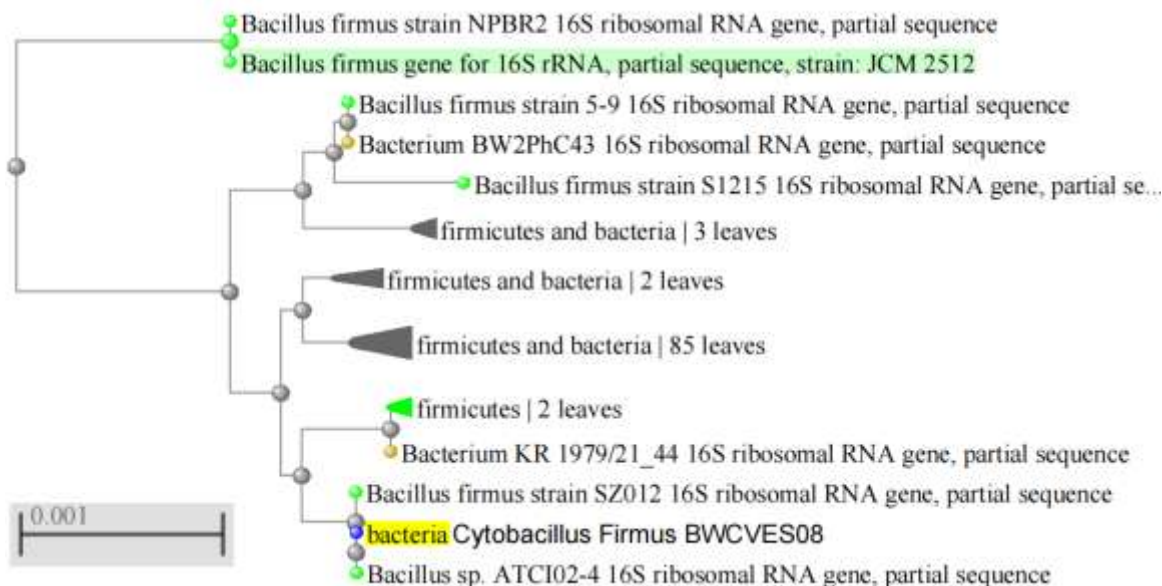 Bacillus firmus strain NPBR2 16S ribosomal RNA gene, partial sequence
Bacillus firmus gene for 16S rRNA, partial sequence, strain: JCM 2512
Bacillus firmus strain 5-9 16S ribosomal RNA gene, partial sequence
Bacterium BW2PhC43 16S ribosomal RNA gene, partial sequence
Bacillus firmus strain S1215 16S ribosomal RNA gene, partial se...
firmicutes and bacteria | 3 leaves
firmicutes and bacteria | 2 leaves
firmicutes and bacteria | 85 leaves
firmicutes | 2 leaves
Bacterium KR 1979/21_44 16S ribosomal RNA gene, partial sequence
Bacillus firmus strain SZ012 16S ribosomal RNA gene, partial sequence
0.001
bacteria Cytobacillus Firmus BWCVES08
Bacillus sp. ATCI02-4 16S ribosomal RNA gene, partial sequence